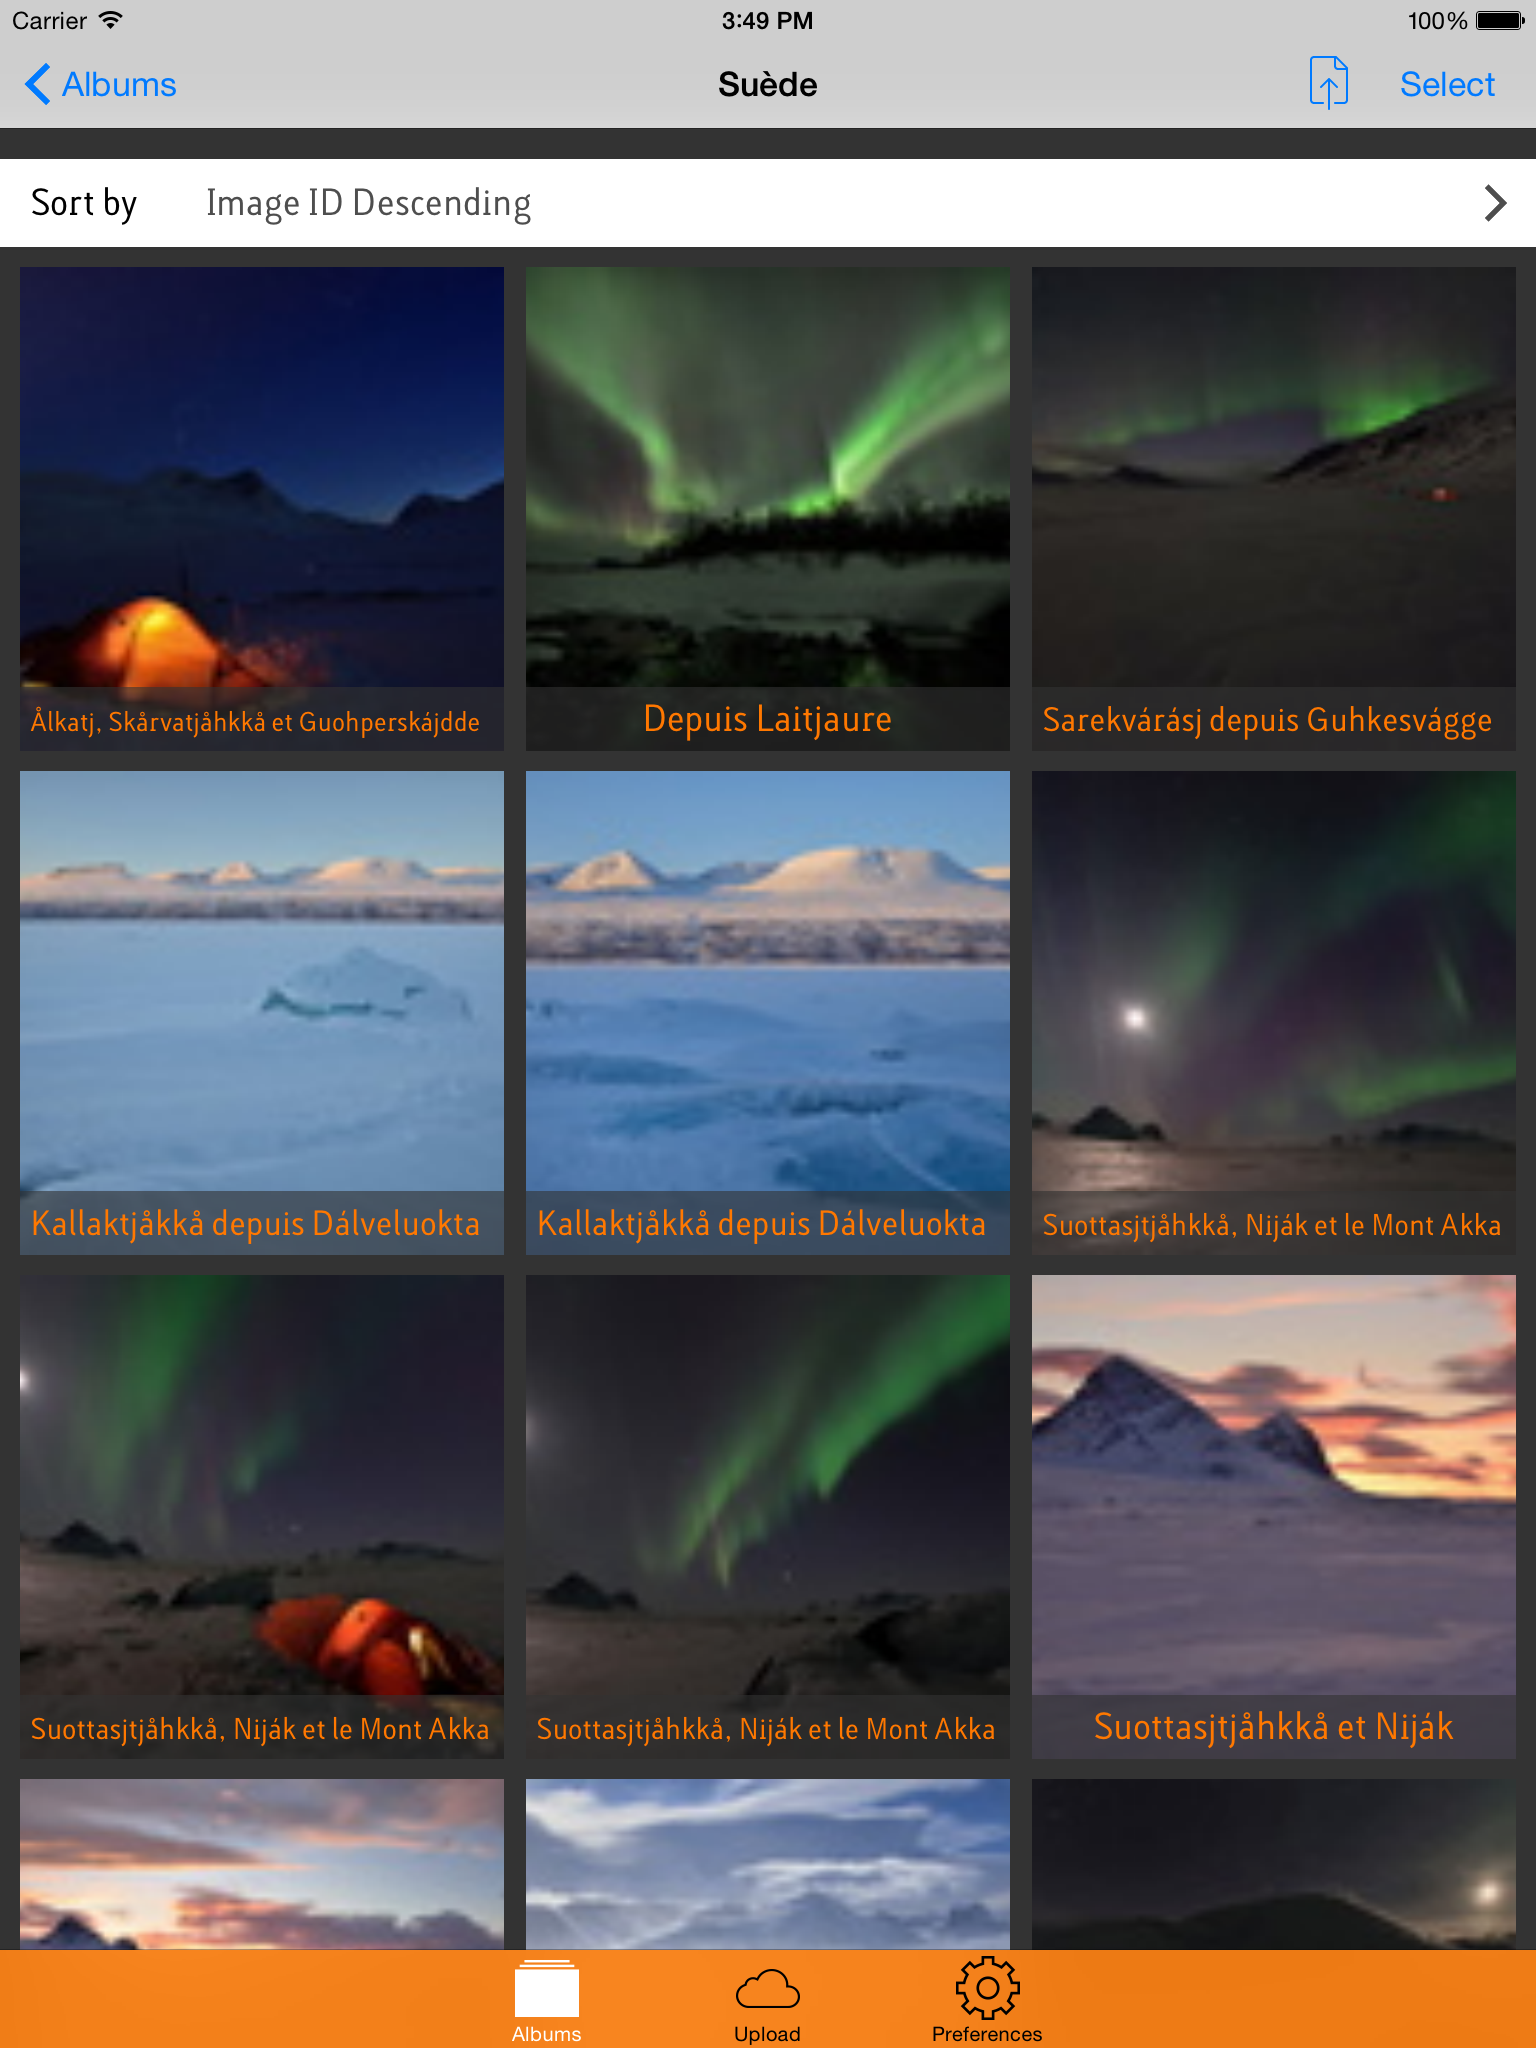 Carrier 3:49 PM 100%
Albums Suède Select
Sort by Image ID Descending
Ålkatj, Skårvatjåhkkå et Guohperskájdde
Depuis Laitjaure
Sarekvárásj depuis Guhkesvágge
Kallaktjåkkå depuis Dálveluokta
Kallaktjåkkå depuis Dálveluokta
Suottasjtjåhkkå, Niják et le Mont Akka
Suottasjtjåhkkå, Niják et le Mont Akka
Suottasjtjåhkkå, Niják et le Mont Akka
Suottasjtjåhkkå et Niják
Albums Upload Preferences